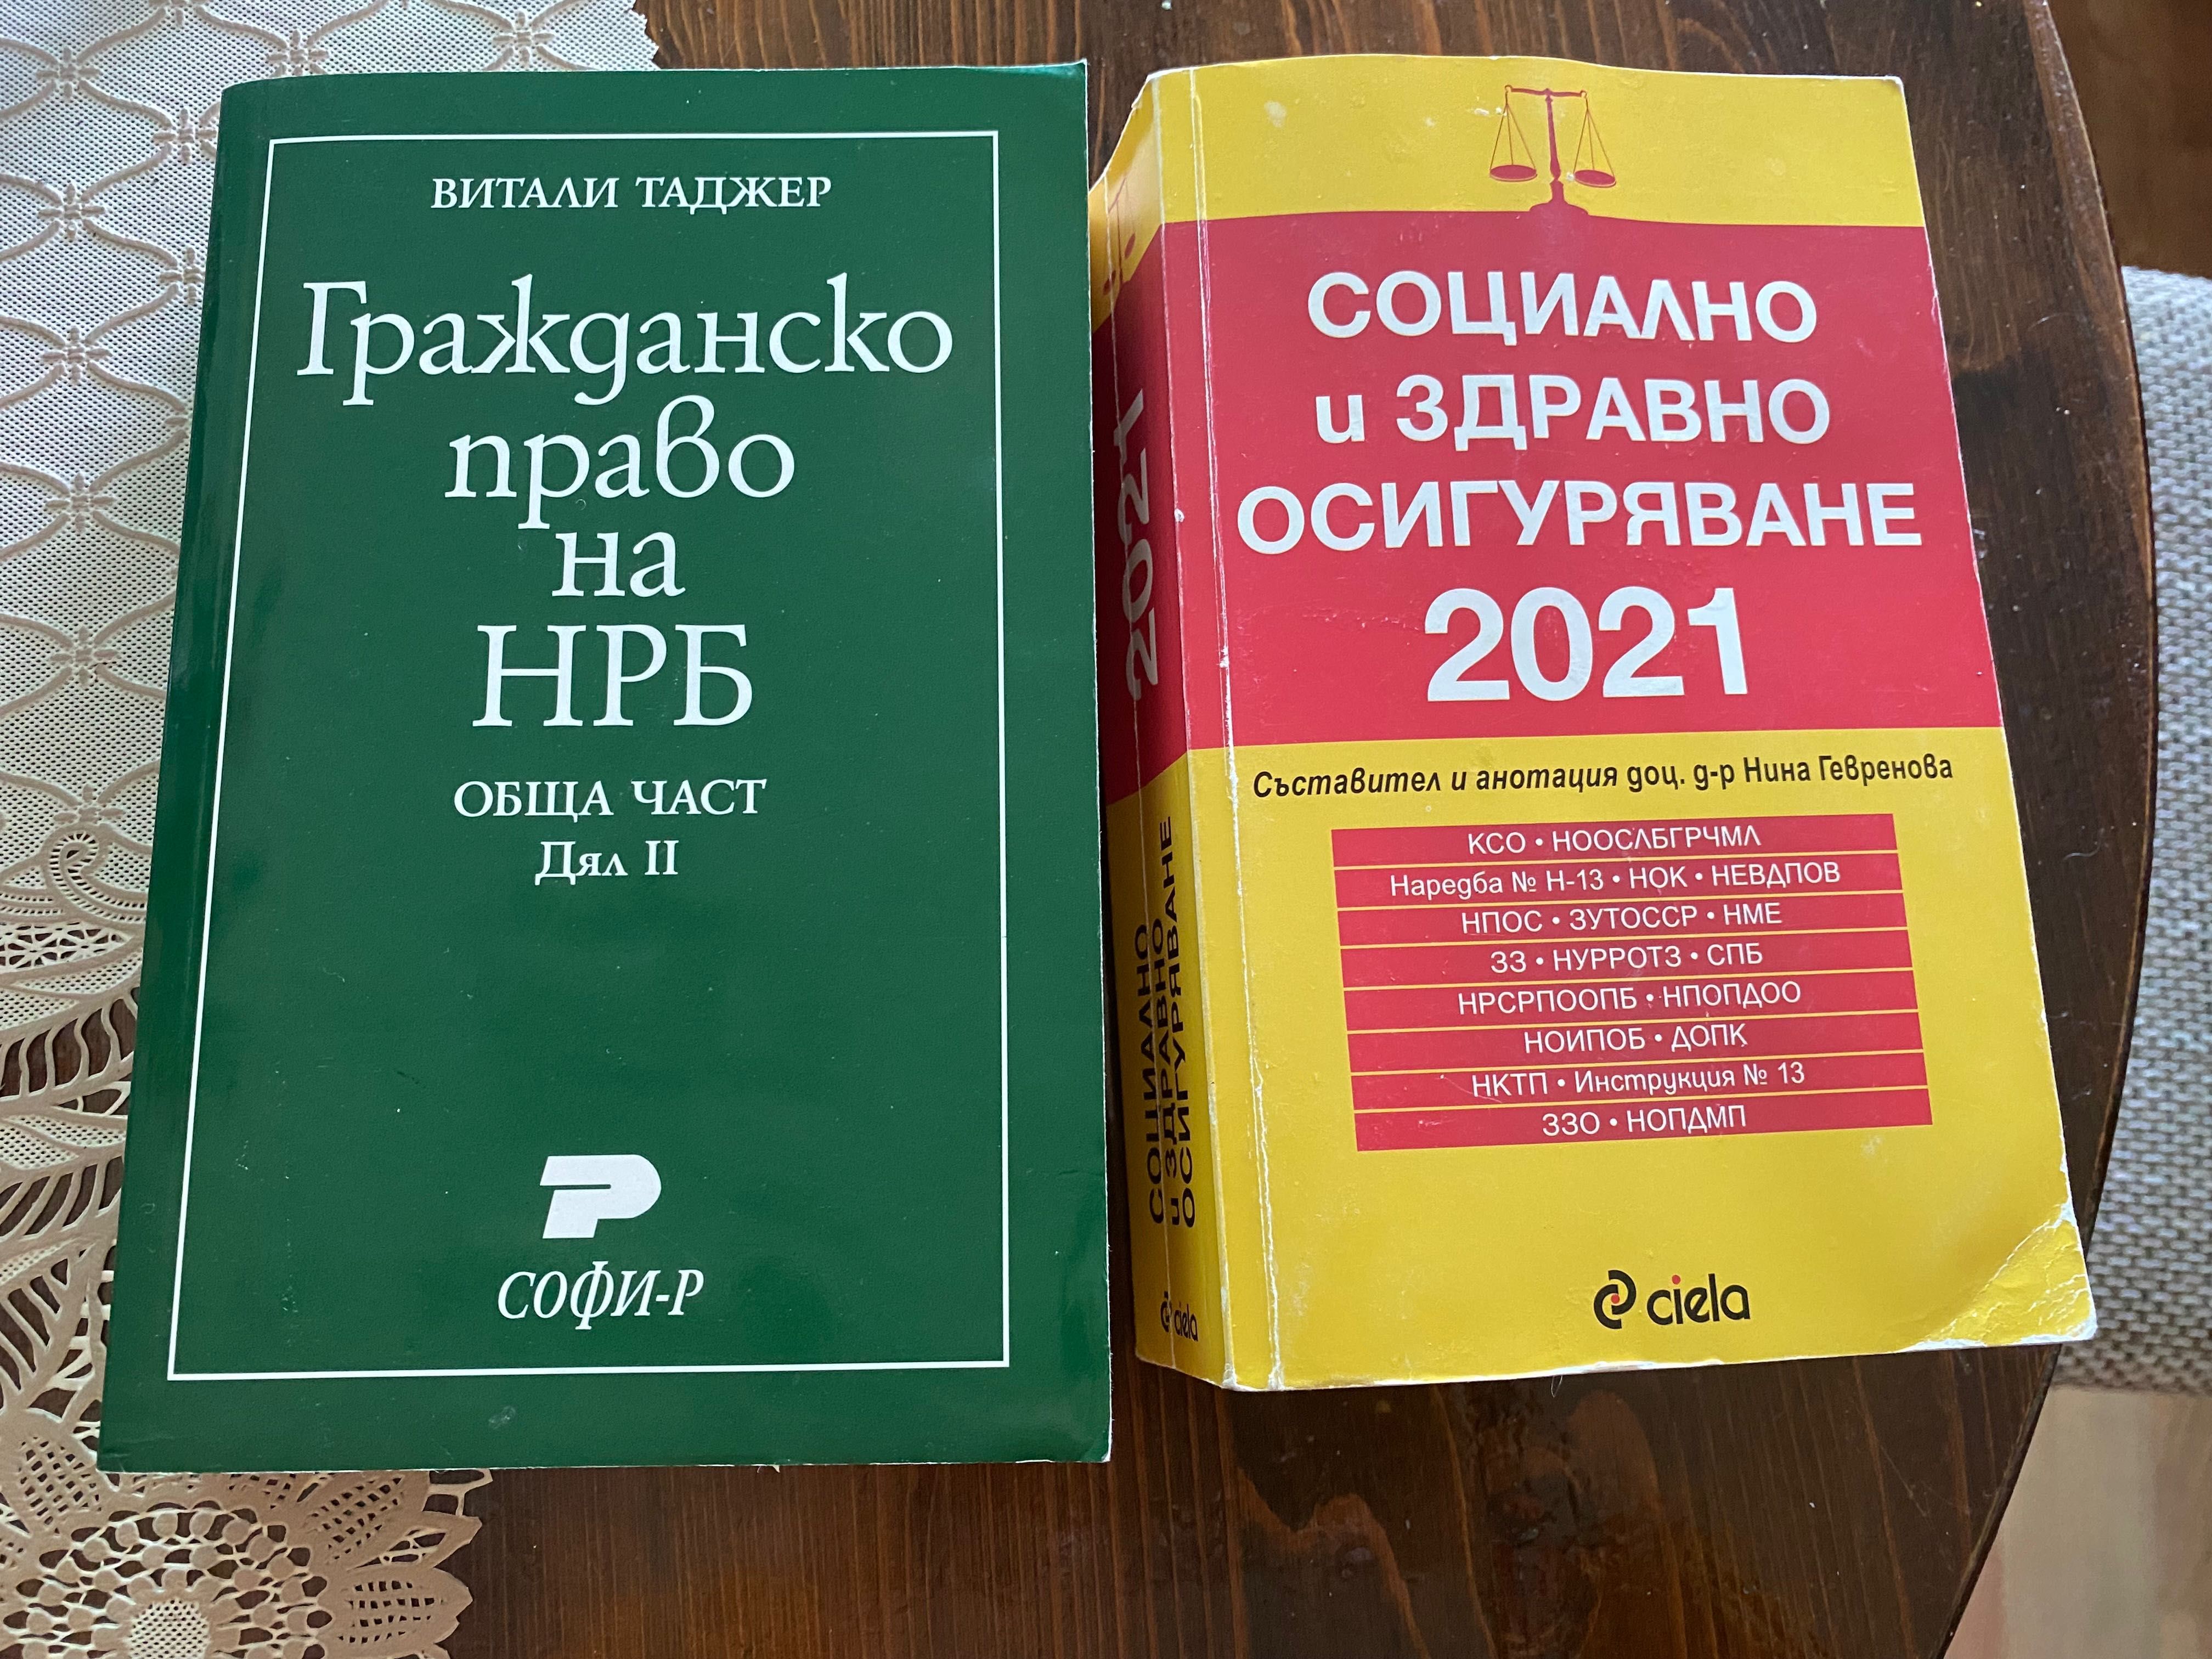 ВИТАЛИ ТАДЖЕР
Гражданско
право
на
НРБ
ОБЩА ЧАСТ
Дял II
СОФИ-Р
2021
СОЦИАЛНО
и ЗДРАВНО
ОСИГУРЯВАНЕ
ciela
СОЦИАЛНО
и ЗДРАВНО
ОСИГУРЯВАНЕ
2021
Съставител и анотация доц. д-р Нина Гевренова
КСО • НООСЛБГРЧМЛ
Наредба № Н-13 • НОК • НЕВДПОВ
НПОС • ЗУТОССР • НМЕ
ЗЗ • НУРРОТЗ • СПБ
НРСРПООПБ • НПОПДОО
НОИПОБ • ДОПК
НКТП • Инструкция № 13
ЗЗО • НОПДМП
ciela